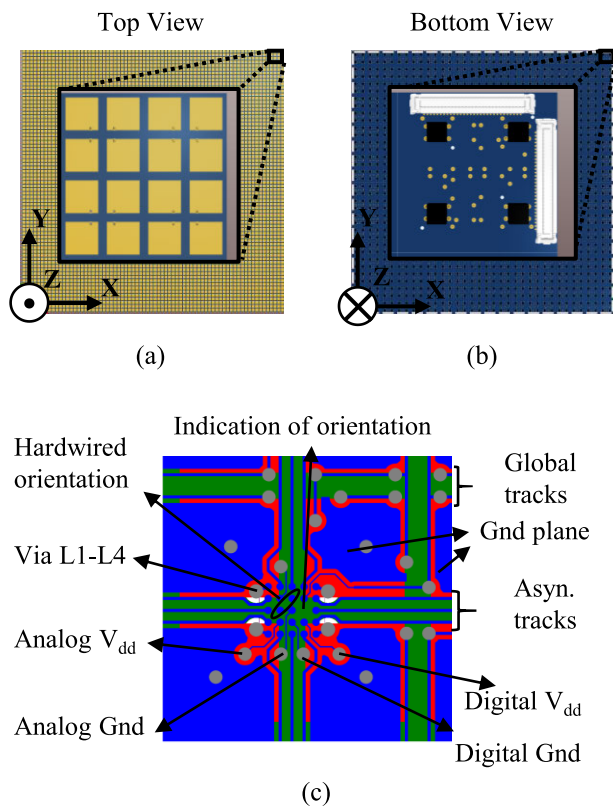 Top View
Bottom View
Y
Z
X
Y
Z
X
(a)
(b)
Indication of orientation
Hardwired
orientation
Global
tracks
Gnd plane
Via L1-L4
Asyn.
tracks
Analog Vdd
Digital Vdd
Analog Gnd
Digital Gnd
(c)